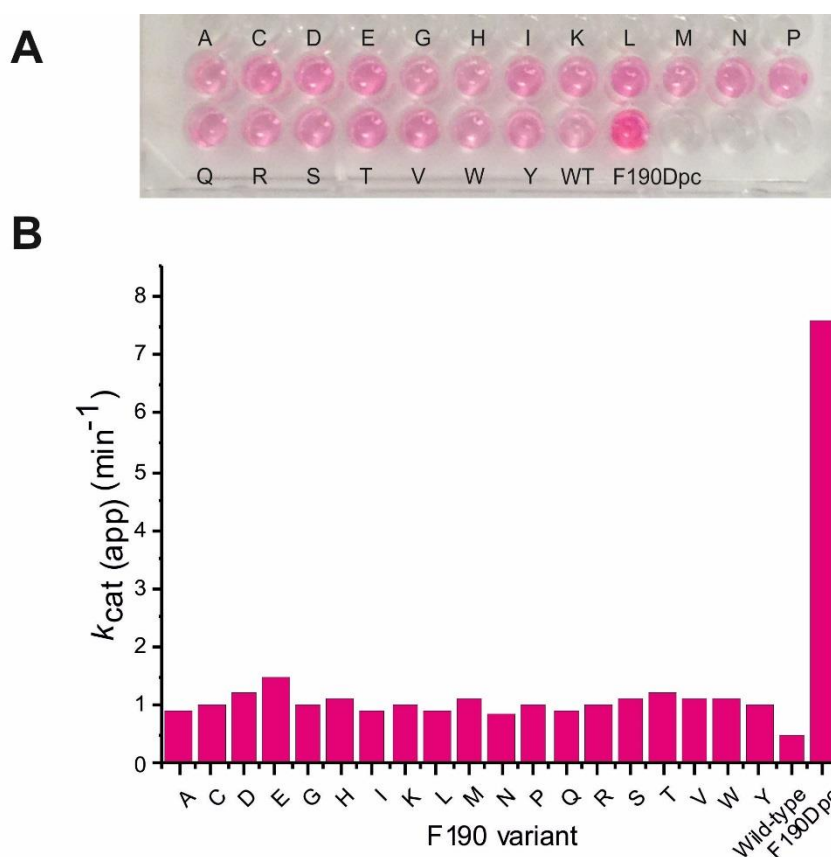 A
A C D E G H I K L M N P
Q R S T V W Y WT F190Dpc
B
8
7
6
5
4
3
2
1
0
kcat (app) (min⁻¹)
A C D E G H I K L M N P Q R S T V W Y Wild-type F190Dpc
F190 variant